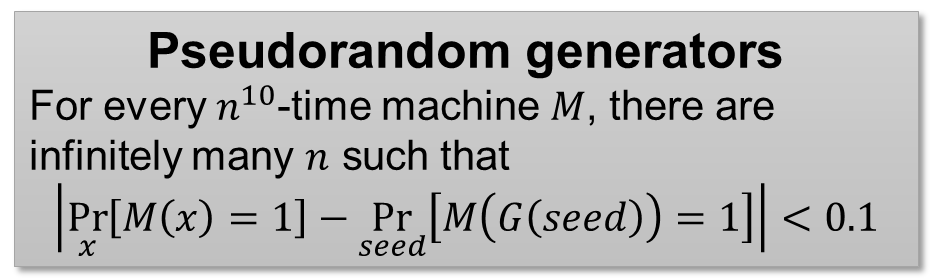 Pseudorandom generators
For every 𝑛¹⁰-time machine 𝑀, there are
infinitely many 𝑛 such that
|Pr_𝑥[𝑀(𝑥) = 1] − Pr_𝑠𝑒𝑒𝑑[𝑀(𝐺(𝑠𝑒𝑒𝑑)) = 1]| < 0.1